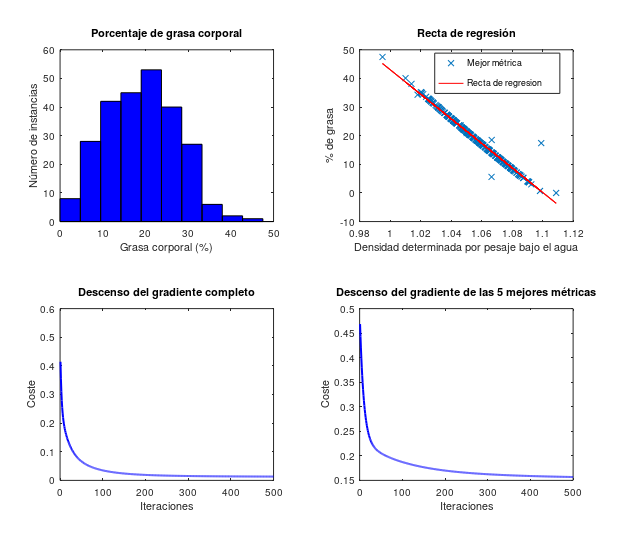 Porcentaje de grasa corporal
60
50
40
30
20
10
0
Número de instancias
0 10 20 30 40 50
Grasa corporal (%)
Recta de regresión
50
40
30
20
10
0
-10
% de grasa
Mejor métrica
Recta de regresion
0.98 1 1.02 1.04 1.06 1.08 1.1 1.12
Densidad determinada por pesaje bajo el agua
Descenso del gradiente completo
0.6
0.5
0.4
0.3
0.2
0.1
0
Coste
0 100 200 300 400 500
Iteraciones
Descenso del gradiente de las 5 mejores métricas
0.5
0.45
0.4
0.35
0.3
0.25
0.2
0.15
Coste
0 100 200 300 400 500
Iteraciones